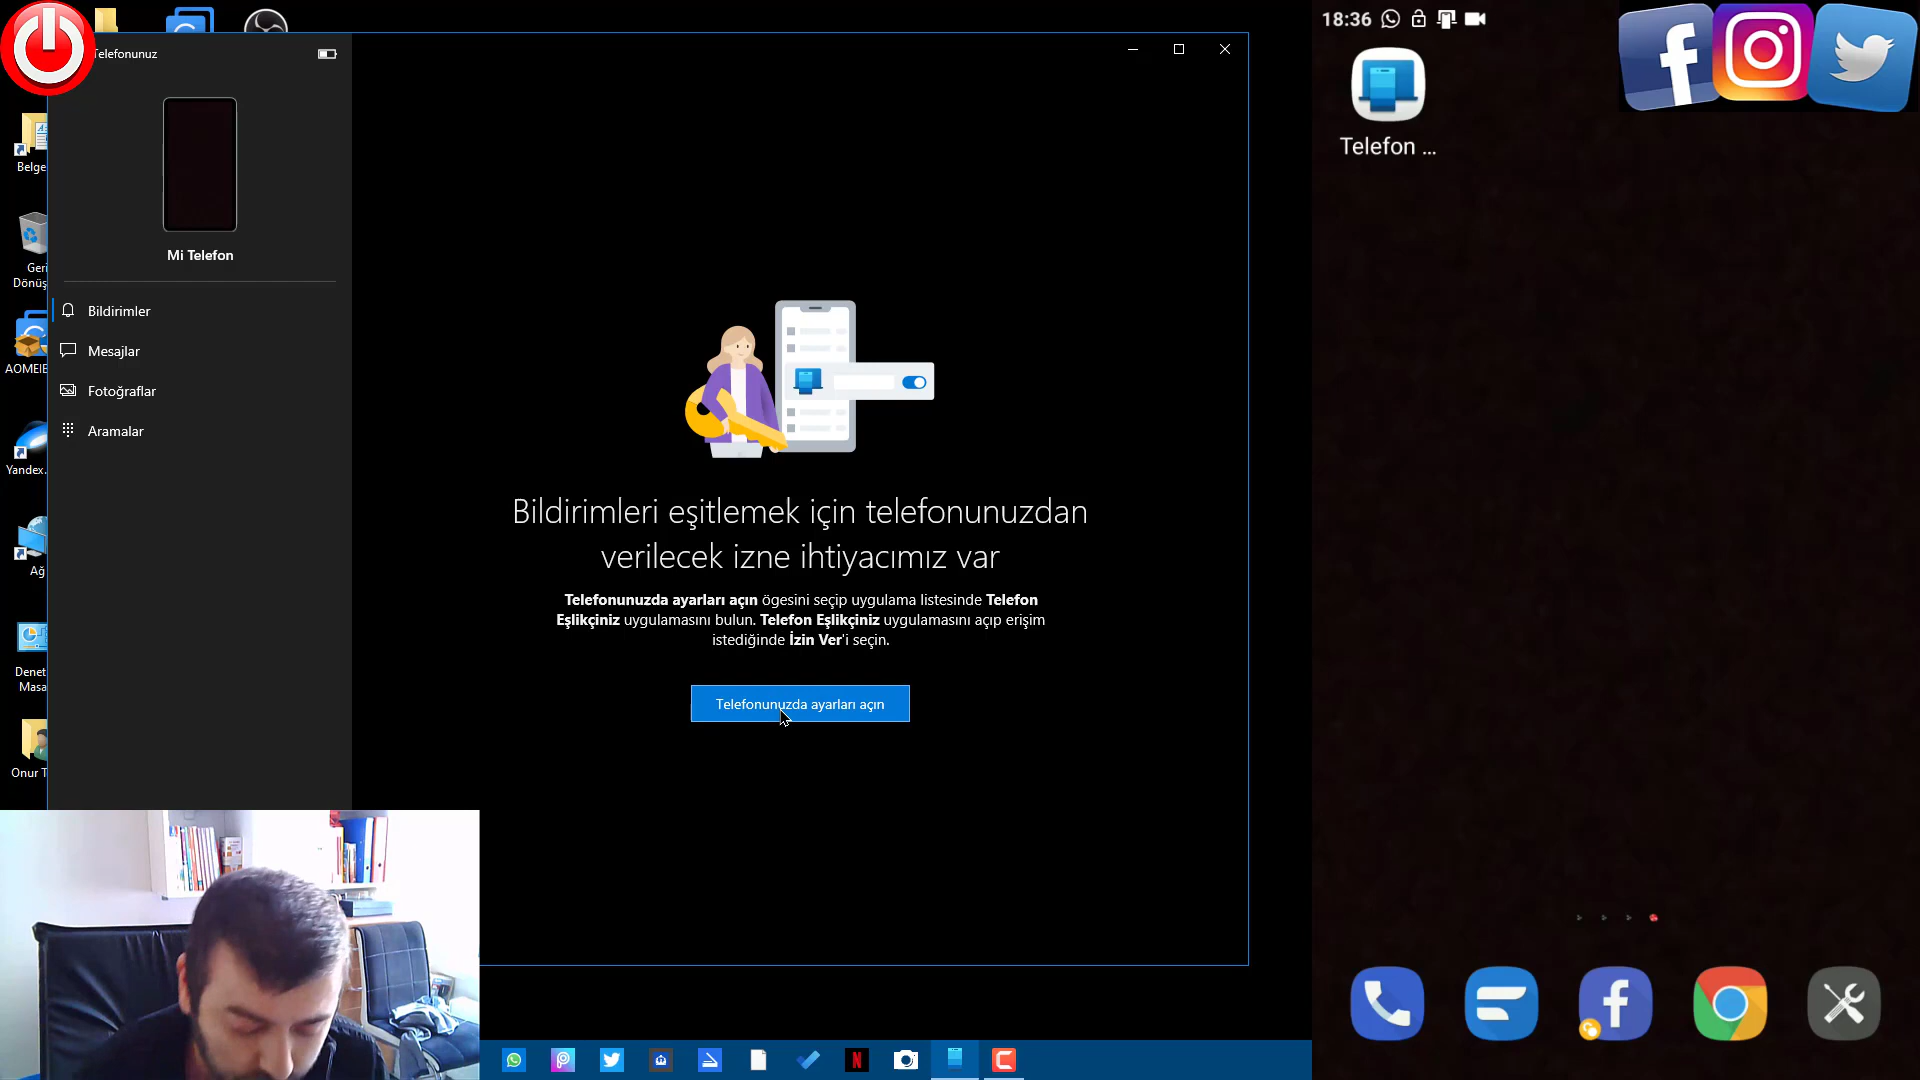 Telefonunuz
Mi Telefon
Bildirimler
Mesajlar
Fotoğraflar
Aramalar
Bildirimleri eşitlemek için telefonunuzdan
verilecek izne ihtiyacımız var
Telefonunuzda ayarları açın ögesini seçip uygulama listesinde Telefon
Eşlikçiniz uygulamasını bulun. Telefon Eşlikçiniz uygulamasını açıp erişim
istediğinde İzin Ver'i seçin.
Telefonunuzda ayarları açın
Belge
Geri
Dönüş
AOMEI
Yandex.
Ağ
Denet
Masa
Onur T
18:36
Telefon ...